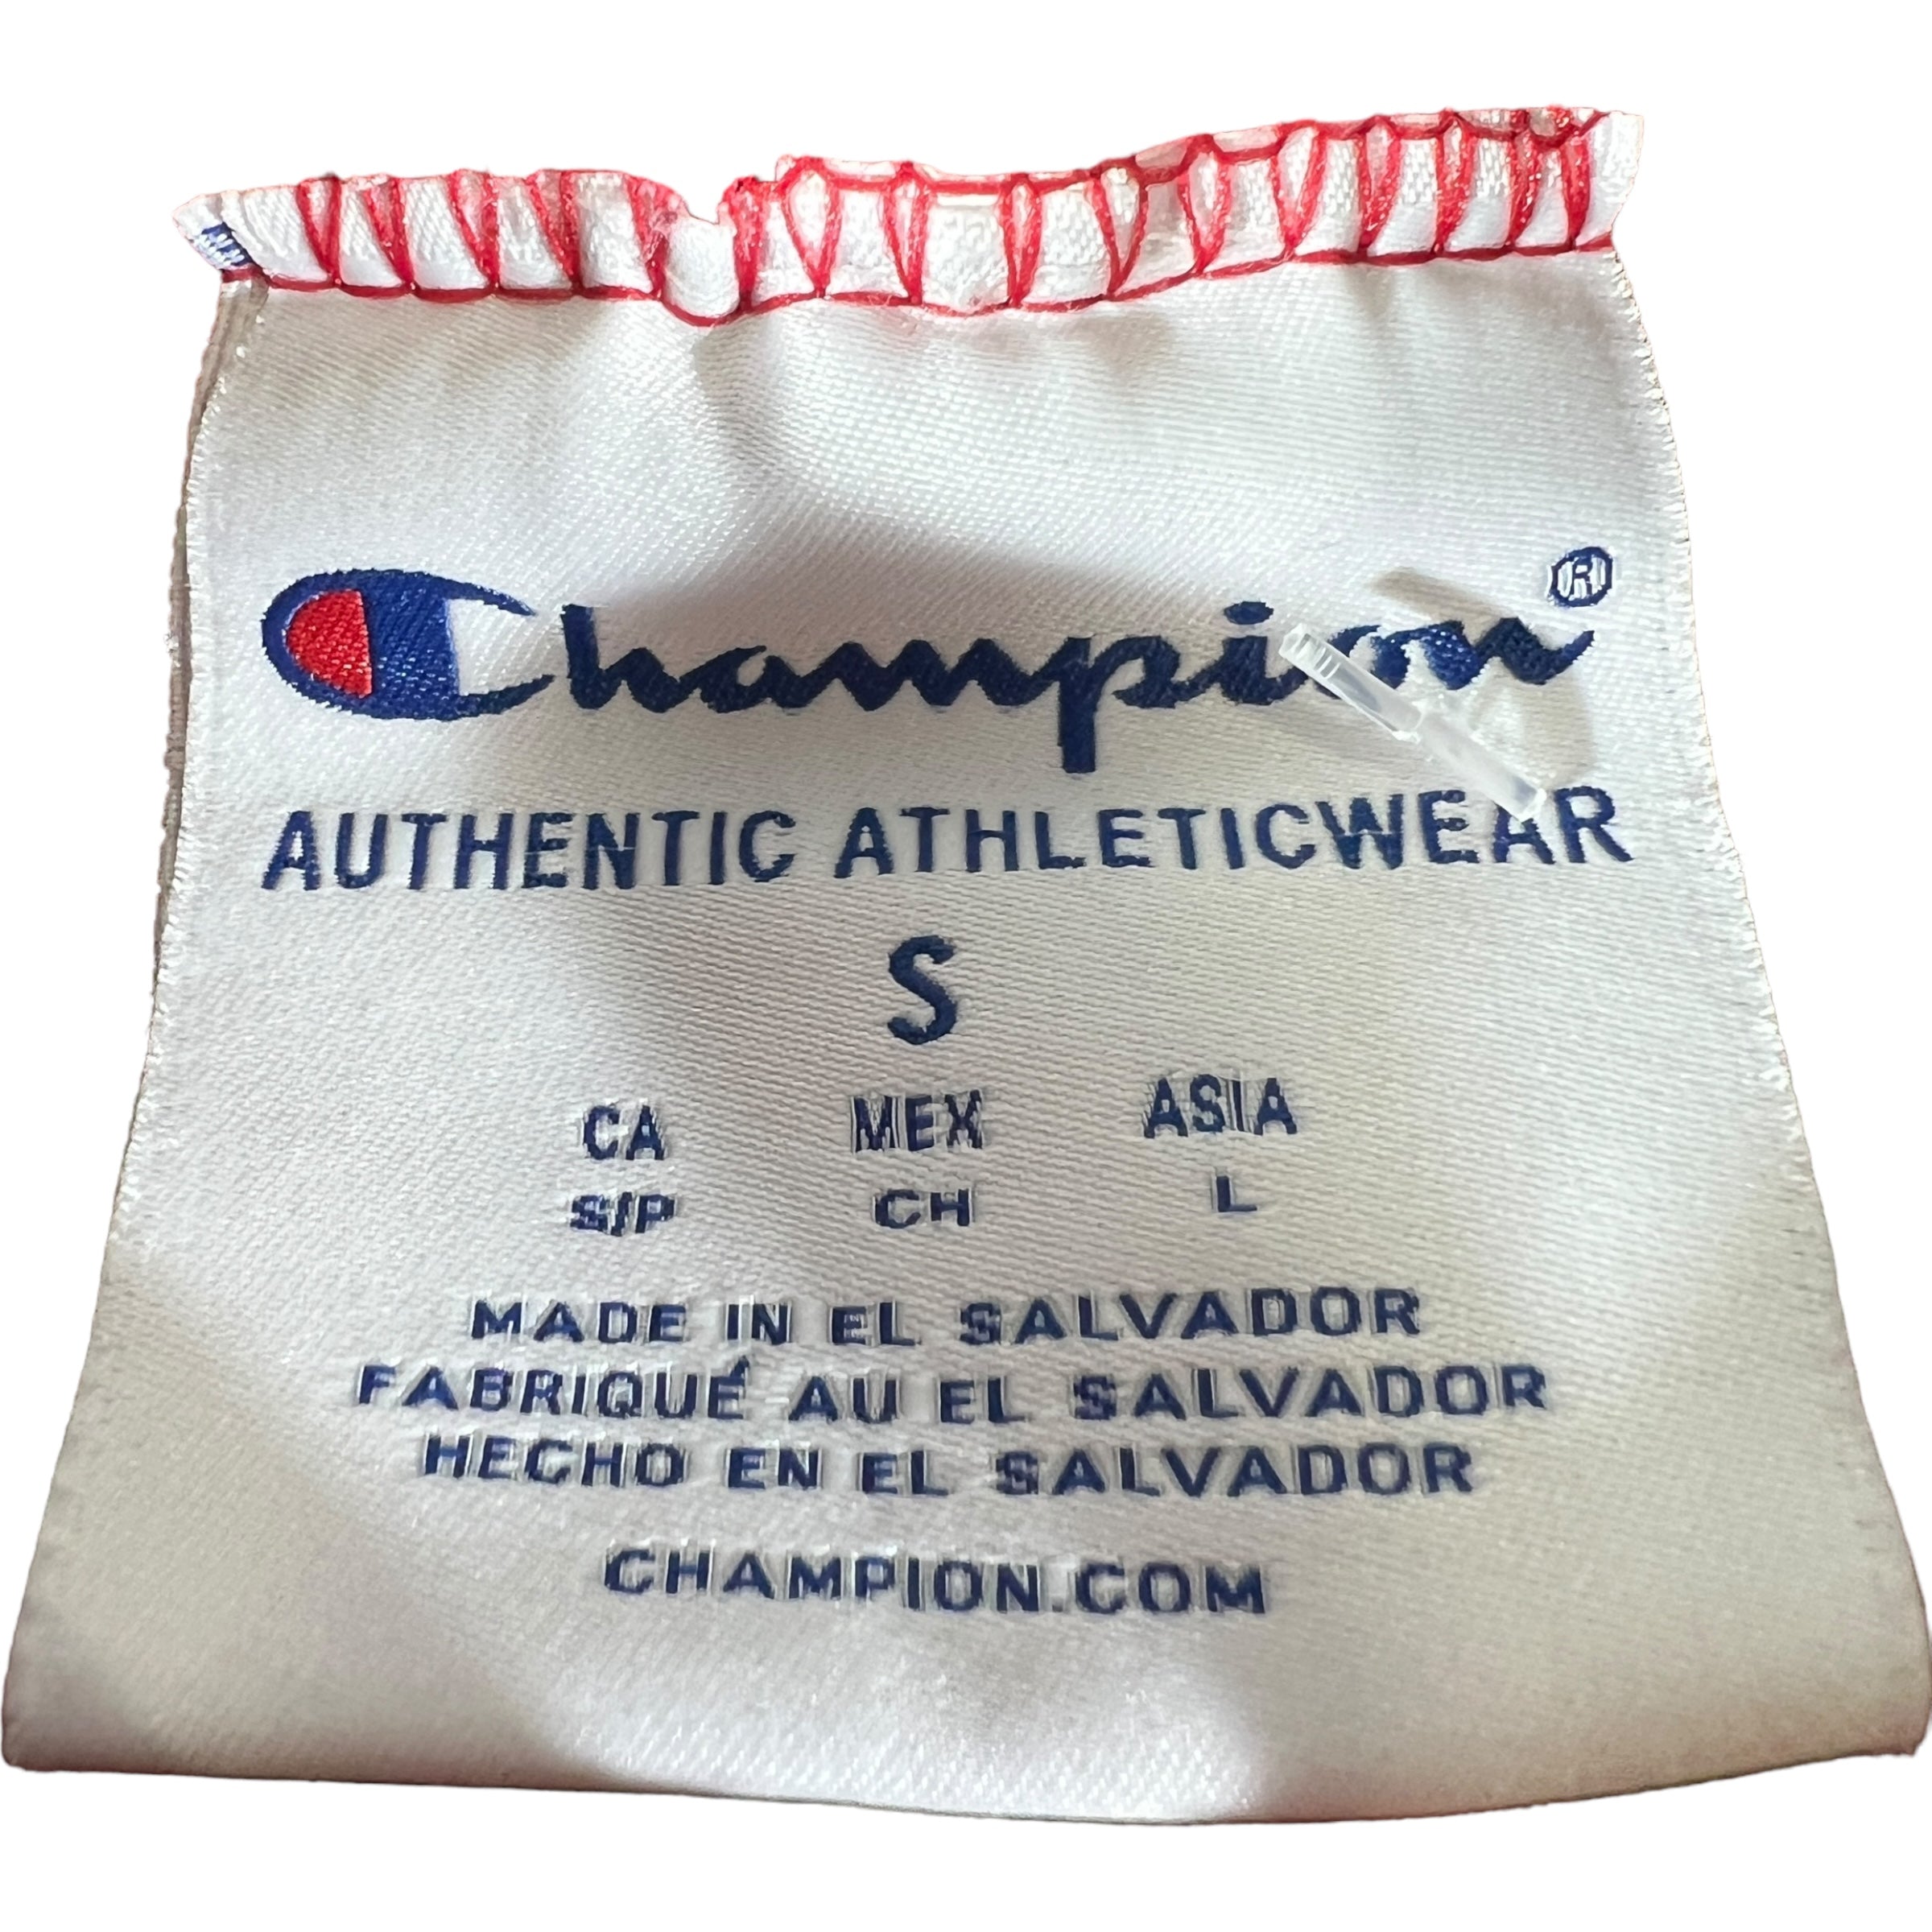 Champion®
AUTHENTIC ATHLETICWEAR
S
CA MEX ASIA
S/P CH L
MADE IN EL SALVADOR
FABRIQUÉ AU EL SALVADOR
HECHO EN EL SALVADOR
CHAMPION.COM